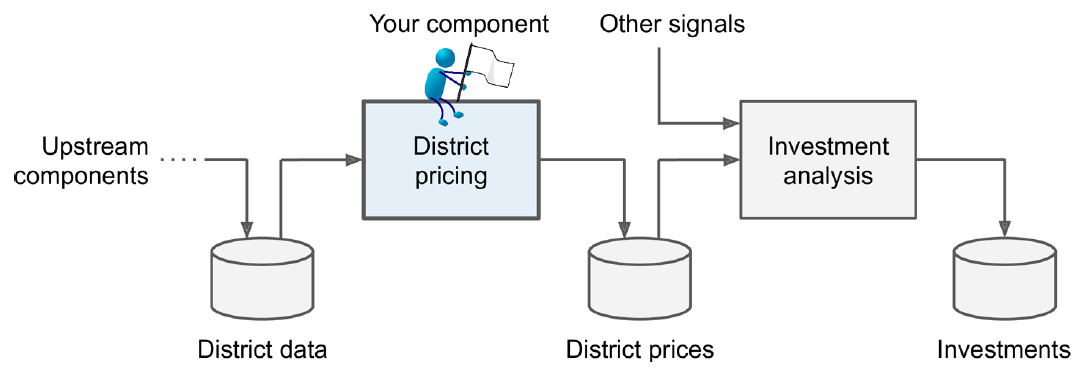 Your component
Other signals
Upstream
components
District
pricing
Investment
analysis
District data
District prices
Investments